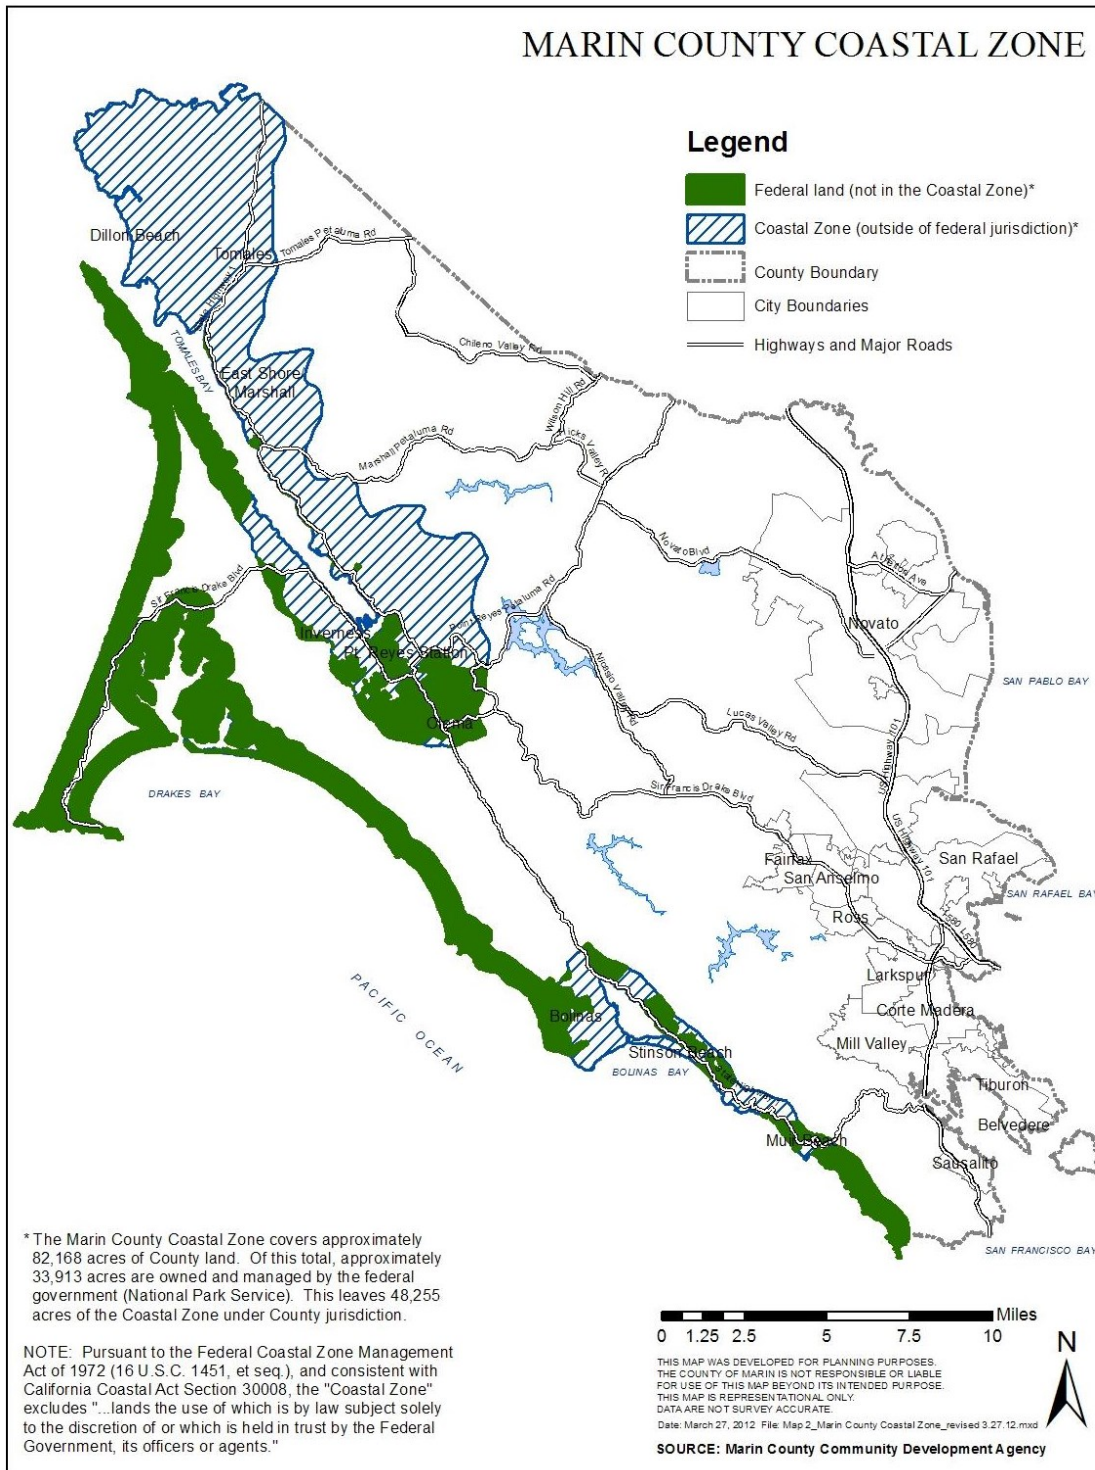 MARIN COUNTY COASTAL ZONE
Legend
Federal land (not in the Coastal Zone)*
Coastal Zone (outside of federal jurisdiction)*
County Boundary
City Boundaries
Highways and Major Roads
Dillon Beach
Tomales
Tomales Petaluma Rd
State Highway 1
TOMALES BAY
East Shore/
Marshall
Chileno Valley Rd
Wilson Hill Rd
Hicks Valley Rd
Marshall Petaluma Rd
Novato Blvd
Atherton Ave
Novato
Sir Francis Drake Blvd
Inverness
Point Reyes Petaluma Rd
Pt. Reyes Station
Olema
Nicasio Valley Rd
Lucas Valley Rd
US Highway 101
SAN PABLO BAY
DRAKES BAY
Sir Francis Drake Blvd
US Highway 101
Fairfax
San Anselmo
San Rafael
SAN RAFAEL BAY
Ross
I-580 I-580
Larkspur
Corte Madera
Mill Valley
PACIFIC OCEAN
Bolinas
Stinson Beach
BOLINAS BAY
Tiburon
Belvedere
Muir Beach
Sausalito
SAN FRANCISCO BAY
* The Marin County Coastal Zone covers approximately
82,168 acres of County land. Of this total, approximately
33,913 acres are owned and managed by the federal
government (National Park Service). This leaves 48,255
acres of the Coastal Zone under County jurisdiction.
NOTE: Pursuant to the Federal Coastal Zone Management
Act of 1972 (16 U.S.C. 1451, et seq.), and consistent with
California Coastal Act Section 30008, the "Coastal Zone"
excludes "...lands the use of which is by law subject solely
to the discretion of or which is held in trust by the Federal
Government, its officers or agents."
Miles
0 1.25 2.5 5 7.5 10
N
THIS MAP WAS DEVELOPED FOR PLANNING PURPOSES.
THE COUNTY OF MARIN IS NOT RESPONSIBLE OR LIABLE
FOR USE OF THIS MAP BEYOND ITS INTENDED PURPOSE.
THIS MAP IS REPRESENTATIONAL ONLY.
DATA ARE NOT SURVEY ACCURATE.
Date: March 27, 2012 File: Map 2_Marin County Coastal Zone_revised 3.27.12.mxd
SOURCE: Marin County Community Development Agency